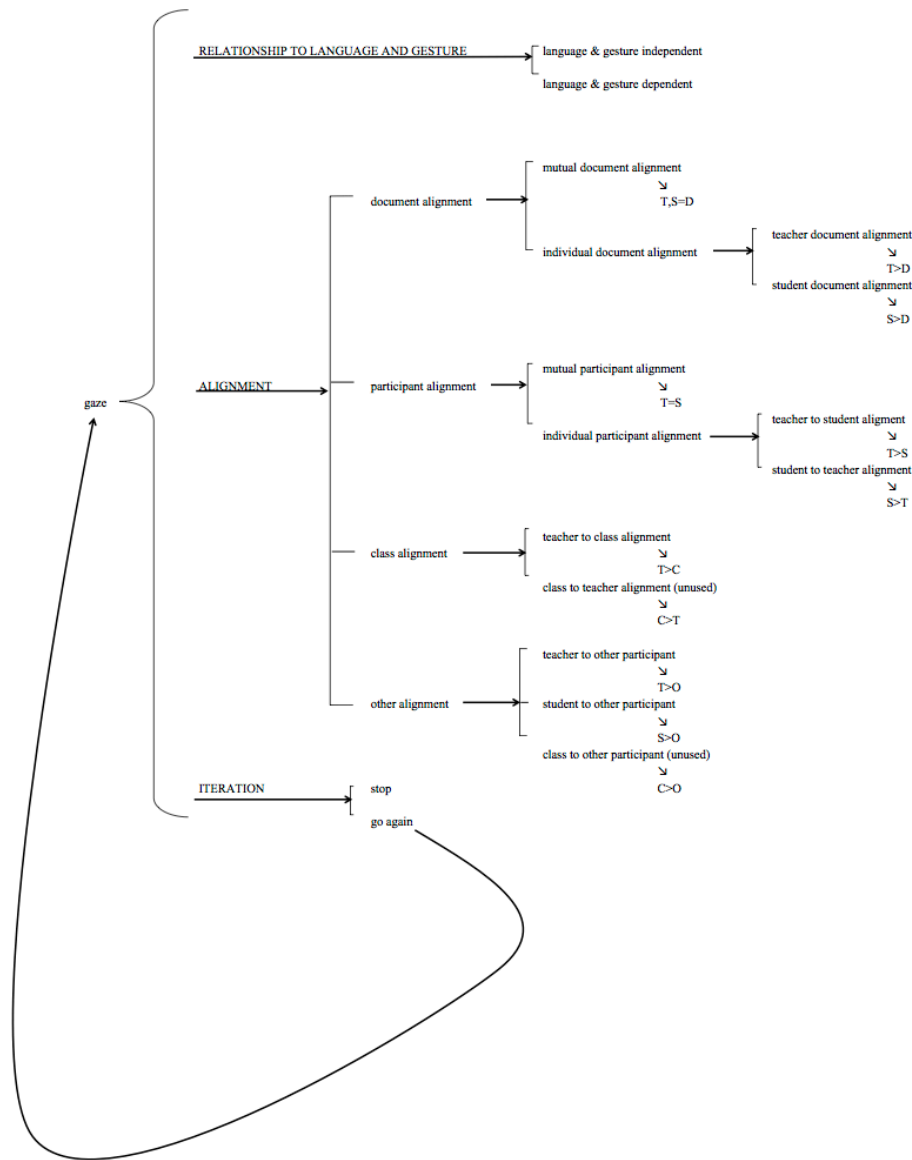 RELATIONSHIP TO LANGUAGE AND GESTURE
language & gesture independent
language & gesture dependent
mutual document alignment
↘
T,S=D
document alignment
individual document alignment
teacher document alignment
↘
T>D
student document alignment
↘
S>D
gaze
ALIGNMENT
participant alignment
mutual participant alignment
↘
T=S
individual participant alignment
teacher to student aligment
↘
T>S
student to teacher alignment
↘
S>T
class alignment
teacher to class alignment
↘
T>C
class to teacher alignment (unused)
↘
C>T
other alignment
teacher to other participant
↘
T>O
student to other participant
↘
S>O
class to other participant (unused)
↘
C>O
ITERATION
stop
go again